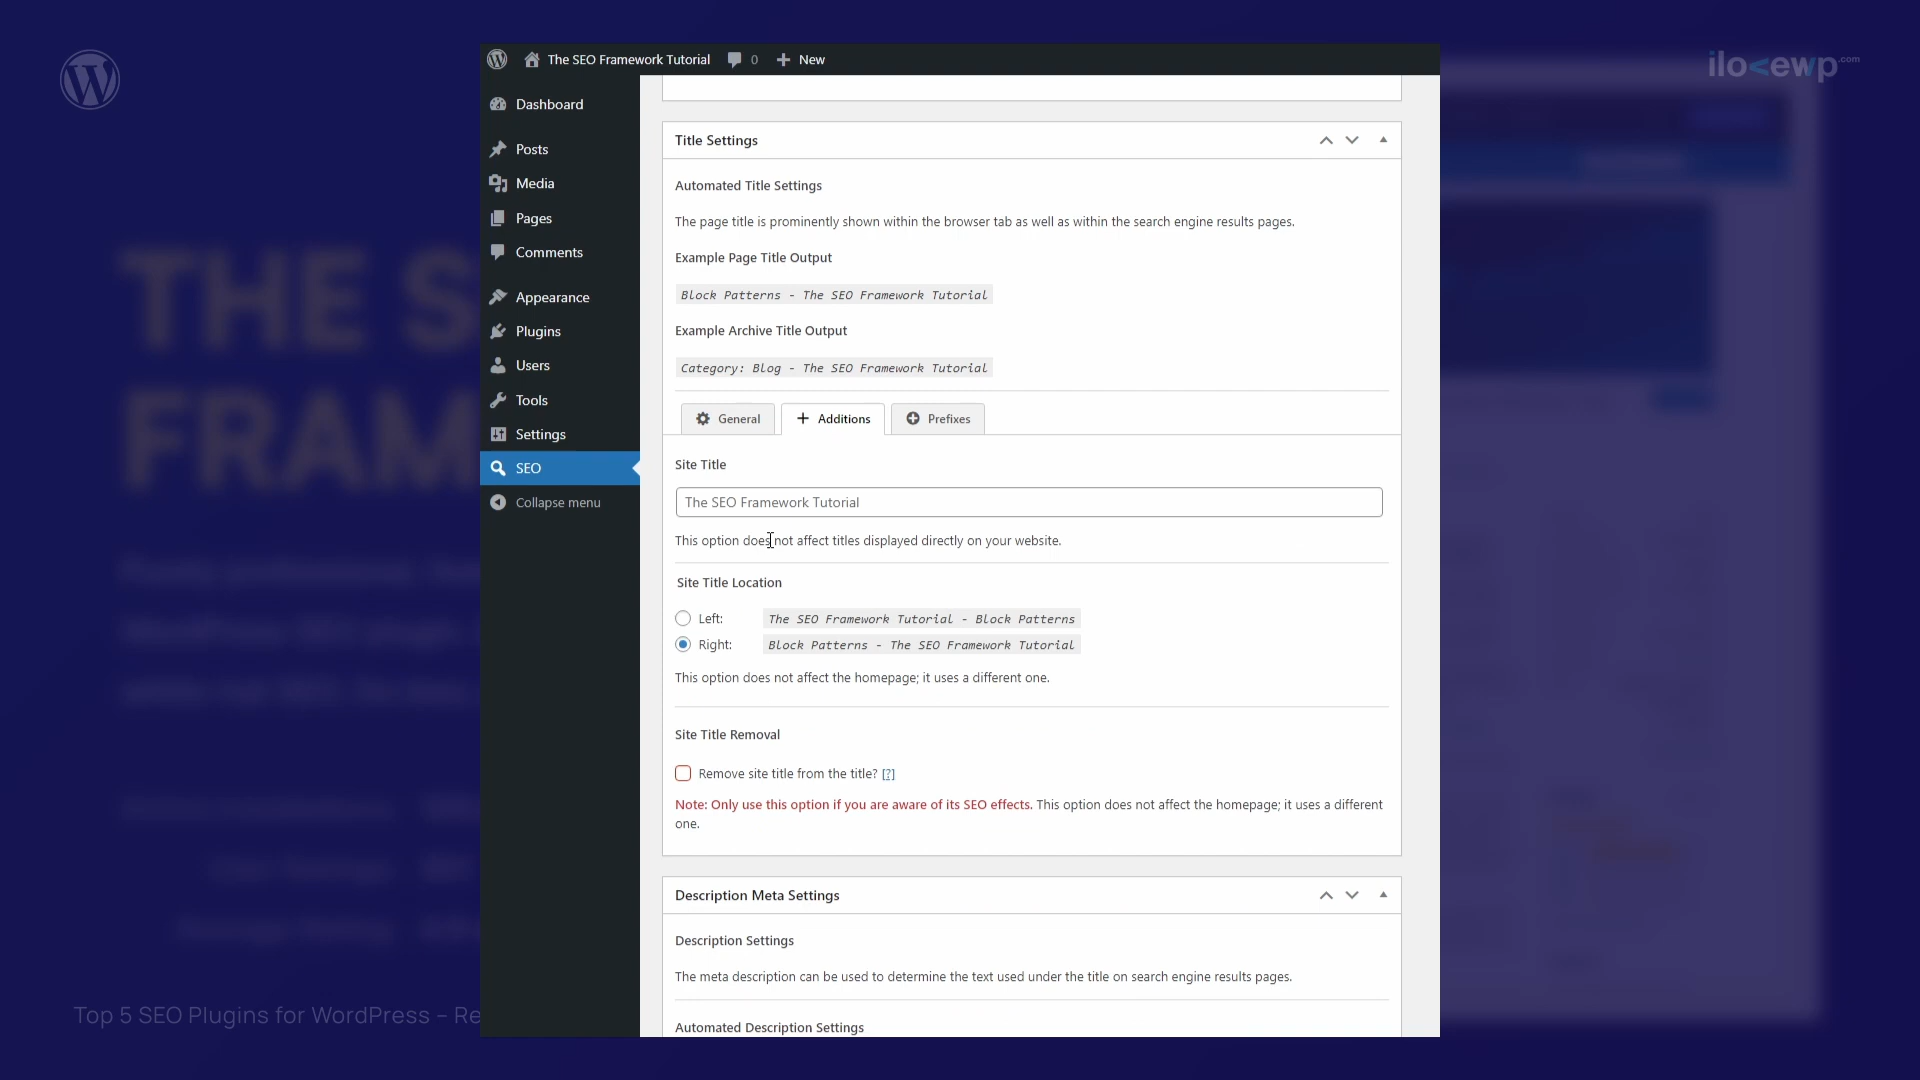 ilovewp.com
The SEO Framework Tutorial 0 New
Dashboard
Posts
Media
Pages
Comments
Appearance
Plugins
Users
Tools
Settings
SEO
Collapse menu
Title Settings
Automated Title Settings
The page title is prominently shown within the browser tab as well as within the search engine results pages.
Example Page Title Output
Block Patterns - The SEO Framework Tutorial
Example Archive Title Output
Category: Blog - The SEO Framework Tutorial
General Additions Prefixes
Site Title
The SEO Framework Tutorial
This option does not affect titles displayed directly on your website.
Site Title Location
Left: The SEO Framework Tutorial - Block Patterns
Right: Block Patterns - The SEO Framework Tutorial
This option does not affect the homepage; it uses a different one.
Site Title Removal
Remove site title from the title? [?]
Note: Only use this option if you are aware of its SEO effects. This option does not affect the homepage; it uses a different
one.
Description Meta Settings
Description Settings
The meta description can be used to determine the text used under the title on search engine results pages.
Automated Description Settings
THE S
FRAM
Top 5 SEO Plugins for WordPress – Re